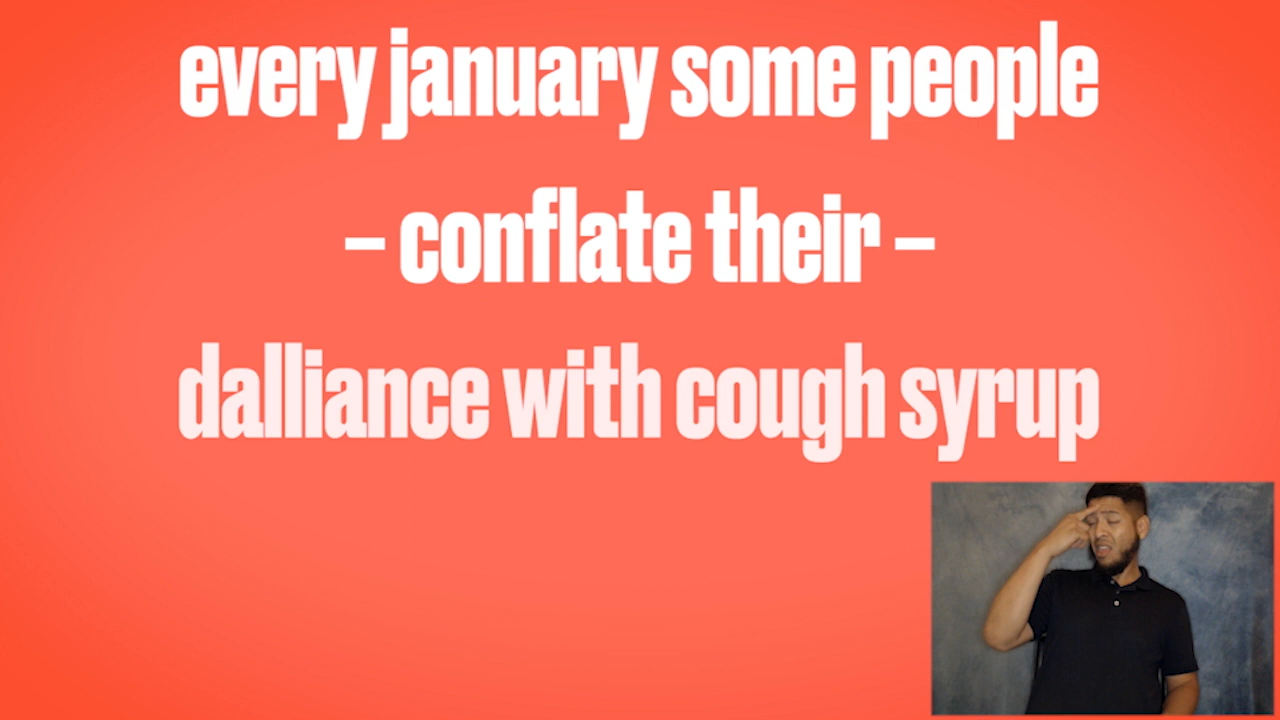 every january some people
– conflate their –
dalliance with cough syrup